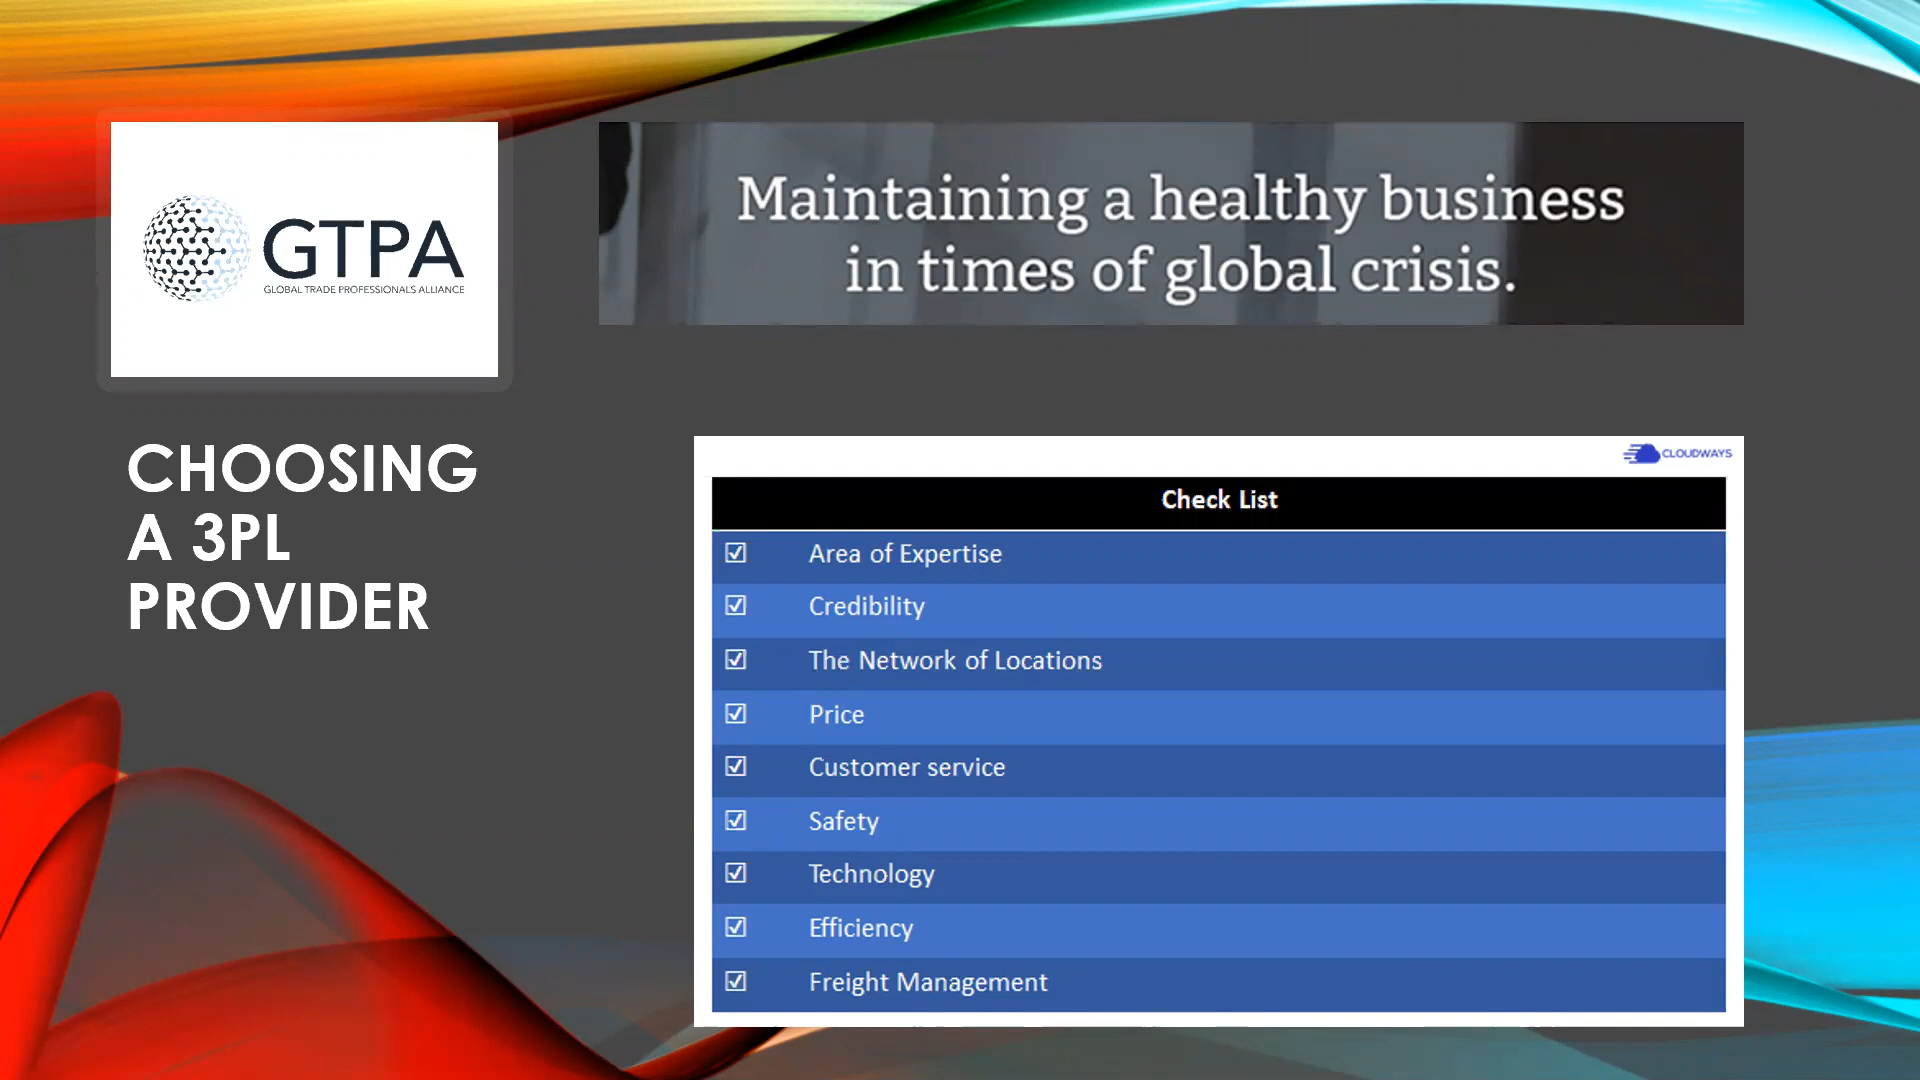 GTPA
GLOBAL TRADE PROFESSIONALS ALLIANCE
Maintaining a healthy business
in times of global crisis.
CHOOSING
A 3PL
PROVIDER
CLOUDWAYS
Check List
☑ Area of Expertise
☑ Credibility
☑ The Network of Locations
☑ Price
☑ Customer service
☑ Safety
☑ Technology
☑ Efficiency
☑ Freight Management